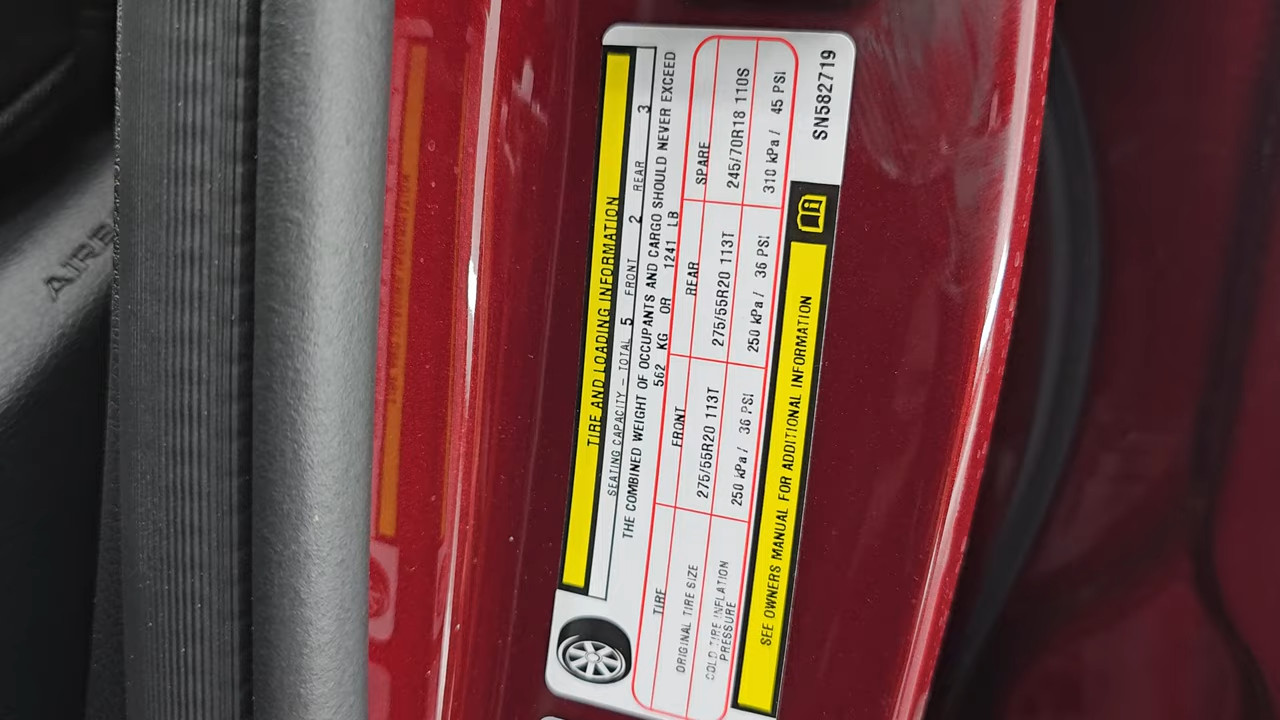 TIRE AND LOADING INFORMATION
SEATING CAPACITY – TOTAL 5 FRONT 2 REAR 3
THE COMBINED WEIGHT OF OCCUPANTS AND CARGO SHOULD NEVER EXCEED
562 KG OR 1241 LB
TIRE FRONT REAR SPARE
ORIGINAL TIRE SIZE 275/55R20 113T 275/55R20 113T 245/70R18 110S
COLD TIRE INFLATION
PRESSURE 250 kPa / 36 PSI 250 kPa / 36 PSI 310 kPa / 45 PSI
SEE OWNERS MANUAL FOR ADDITIONAL INFORMATION
SN582719